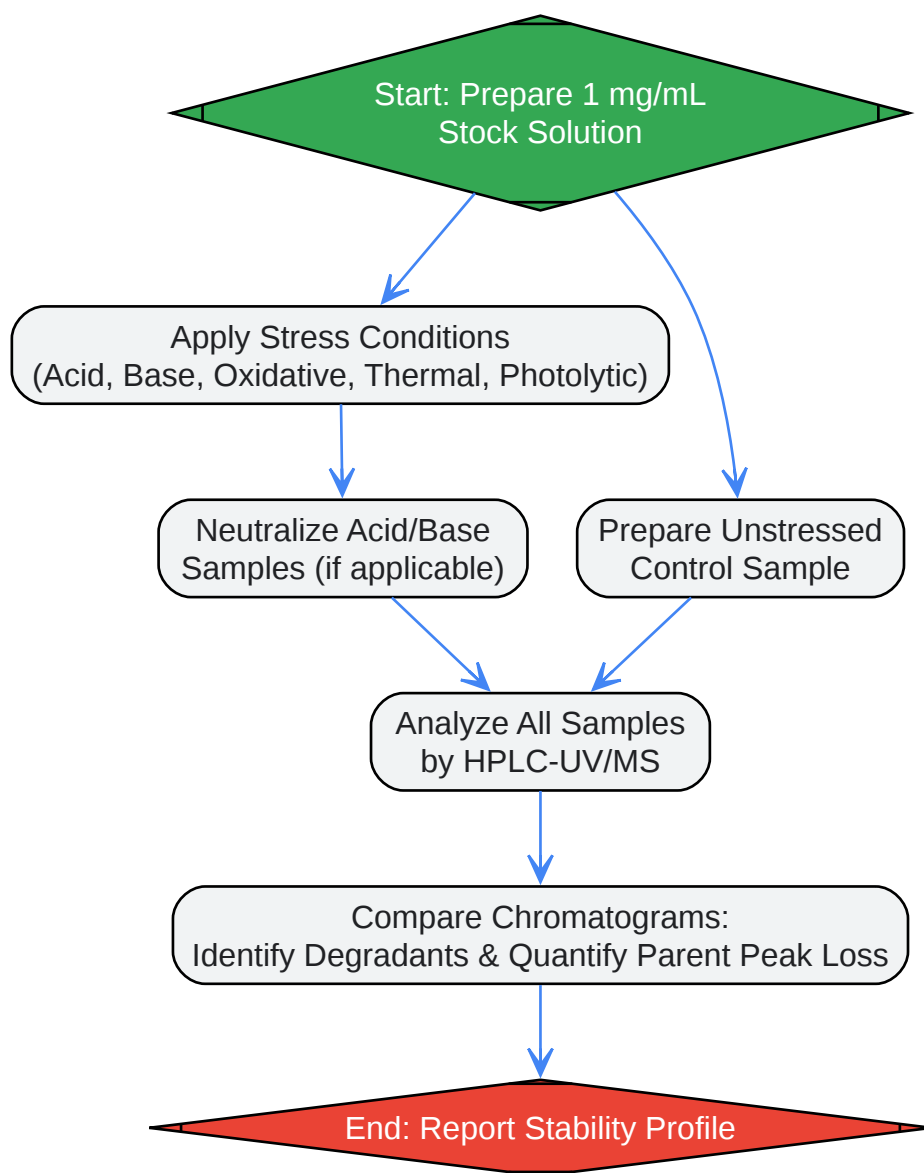 Start: Prepare 1 mg/mL
Stock Solution
Apply Stress Conditions
(Acid, Base, Oxidative, Thermal, Photolytic)
Neutralize Acid/Base
Samples (if applicable)
Prepare Unstressed
Control Sample
Analyze All Samples
by HPLC-UV/MS
Compare Chromatograms:
Identify Degradants & Quantify Parent Peak Loss
End: Report Stability Profile